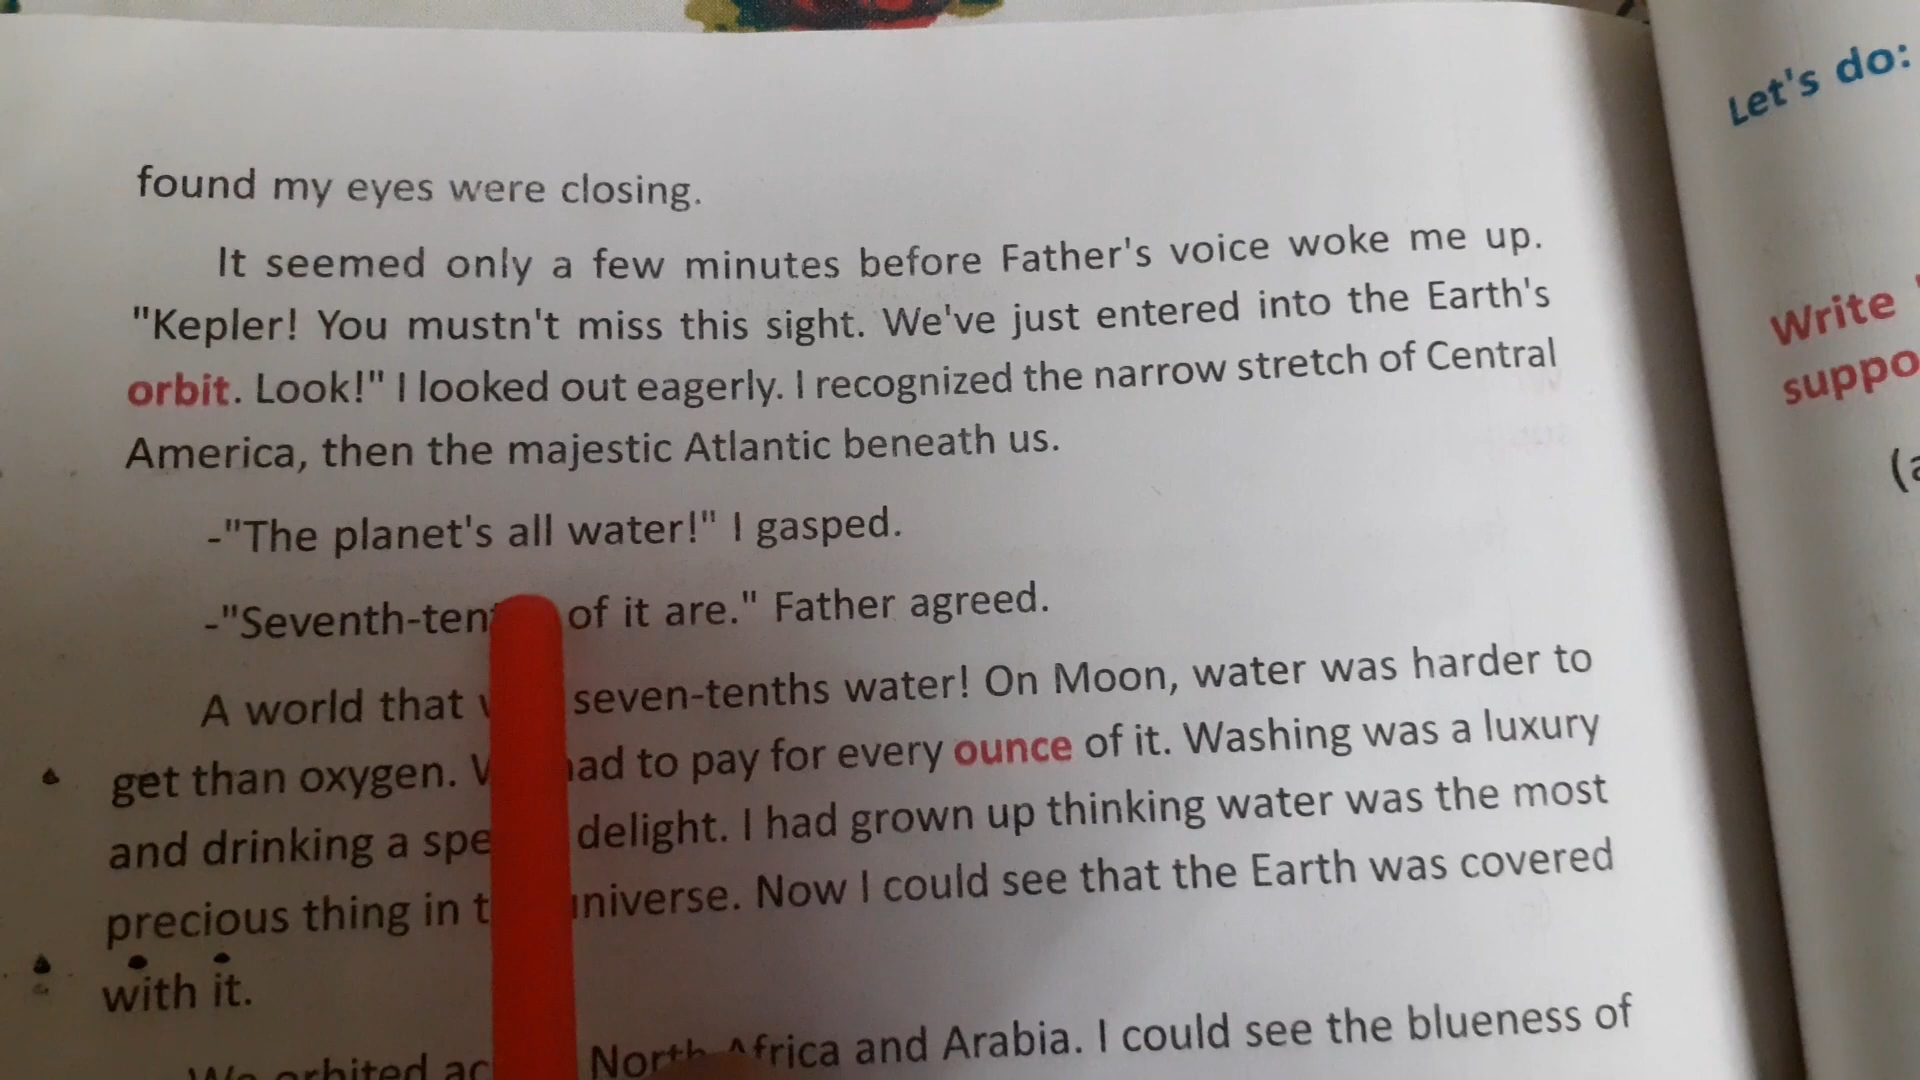 found my eyes were closing.
It seemed only a few minutes before Father's voice woke me up.
"Kepler! You mustn't miss this sight. We've just entered into the Earth's
orbit. Look!" I looked out eagerly. I recognized the narrow stretch of Central
America, then the majestic Atlantic beneath us.
-"The planet's all water!" I gasped.
-"Seventh-ten of it are." Father agreed.
A world that seven-tenths water! On Moon, water was harder to
get than oxygen. had to pay for every ounce of it. Washing was a luxury
and drinking a spe delight. I had grown up thinking water was the most
precious thing in t universe. Now I could see that the Earth was covered
with it.
We orbited ac North Africa and Arabia. I could see the blueness of
Let's do:
Write
suppo
(a